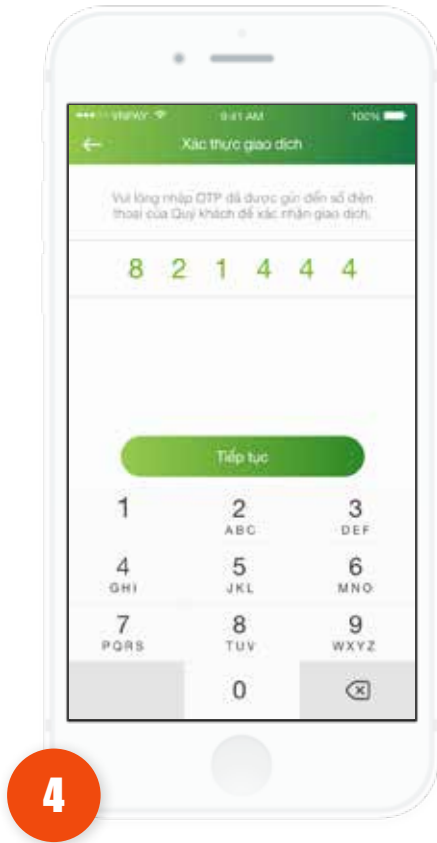 VNPAY 9:41 AM 100%
Xác thực giao dịch
Vui lòng nhập OTP đã được gửi đến số điện
thoại của Quý khách để xác nhận giao dịch.
8 2 1 4 4 4
Tiếp tục
1 2 3
ABC DEF
4 5 6
GHI JKL MNO
7 8 9
PQRS TUV WXYZ
0
4